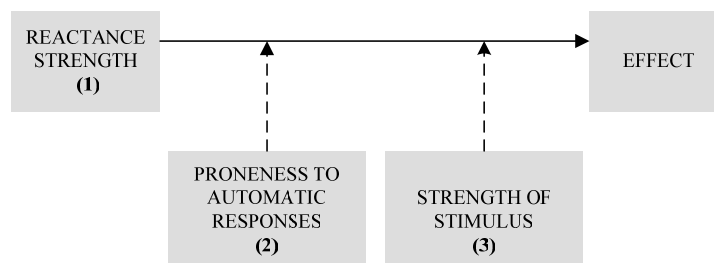 REACTANCE
STRENGTH
(1)
EFFECT
PRONENESS TO
AUTOMATIC
RESPONSES
(2)
STRENGTH OF
STIMULUS
(3)